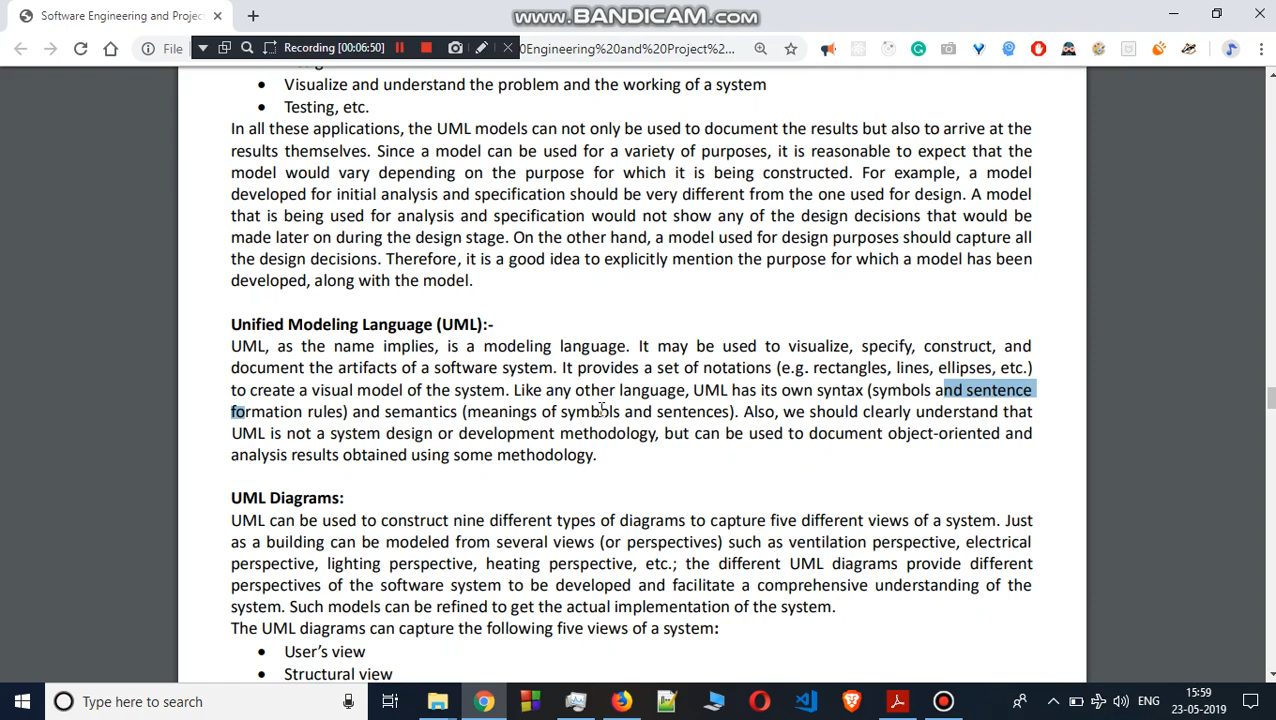 www.BANDICAM.com
Software Engineering and Projec
Recording [00:06:50]
File
%20Engineering%20and%20Project%2...
• Visualize and understand the problem and the working of a system
• Testing, etc.
In all these applications, the UML models can not only be used to document the results but also to arrive at the
results themselves. Since a model can be used for a variety of purposes, it is reasonable to expect that the
model would vary depending on the purpose for which it is being constructed. For example, a model
developed for initial analysis and specification should be very different from the one used for design. A model
that is being used for analysis and specification would not show any of the design decisions that would be
made later on during the design stage. On the other hand, a model used for design purposes should capture all
the design decisions. Therefore, it is a good idea to explicitly mention the purpose for which a model has been
developed, along with the model.
Unified Modeling Language (UML):-
UML, as the name implies, is a modeling language. It may be used to visualize, specify, construct, and
document the artifacts of a software system. It provides a set of notations (e.g. rectangles, lines, ellipses, etc.)
to create a visual model of the system. Like any other language, UML has its own syntax (symbols and sentence
formation rules) and semantics (meanings of symbols and sentences). Also, we should clearly understand that
UML is not a system design or development methodology, but can be used to document object-oriented and
analysis results obtained using some methodology.
UML Diagrams:
UML can be used to construct nine different types of diagrams to capture five different views of a system. Just
as a building can be modeled from several views (or perspectives) such as ventilation perspective, electrical
perspective, lighting perspective, heating perspective, etc.; the different UML diagrams provide different
perspectives of the software system to be developed and facilitate a comprehensive understanding of the
system. Such models can be refined to get the actual implementation of the system.
The UML diagrams can capture the following five views of a system:
• User's view
• Structural view
Type here to search
ENG
15:59
23-05-2019